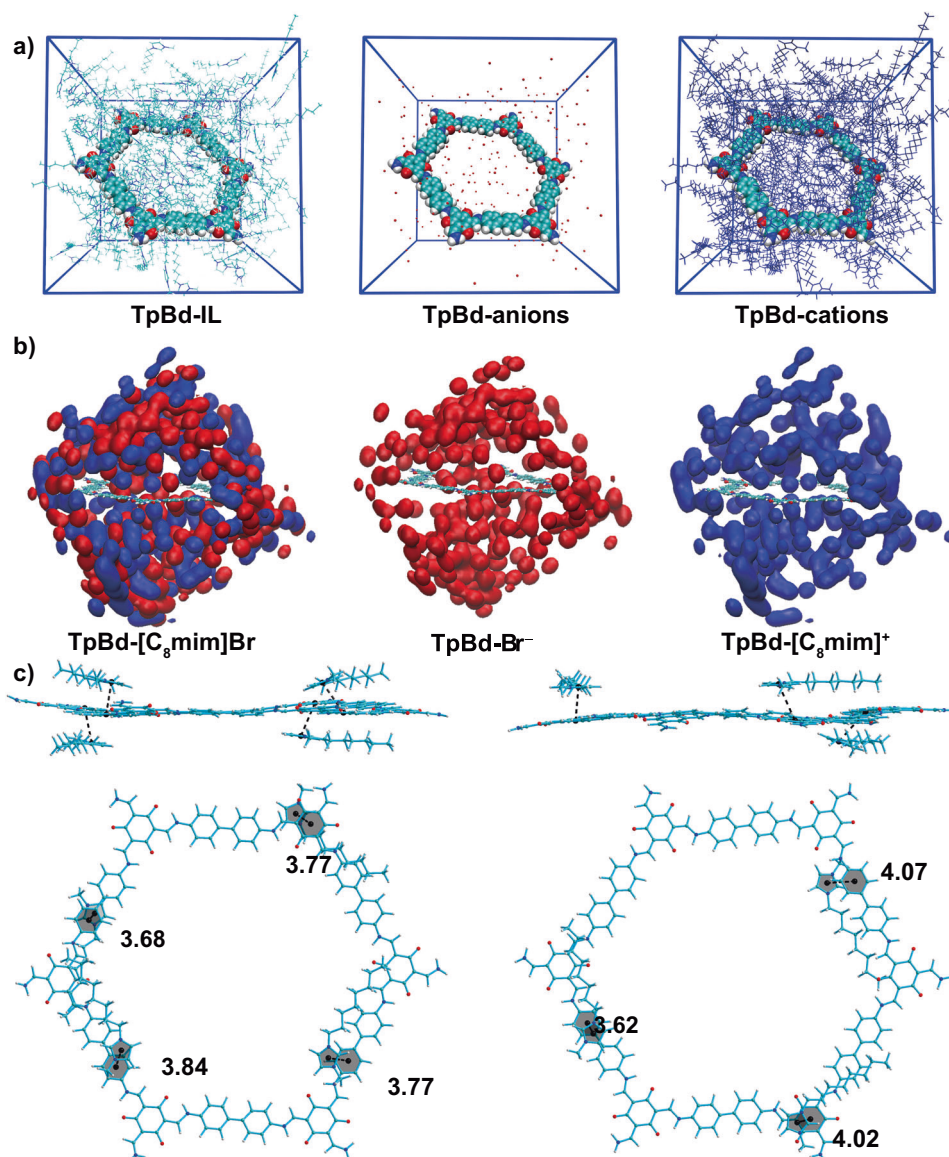 a)
TpBd-IL
TpBd-anions
TpBd-cations
b)
TpBd-[C₈mim]Br
TpBd-Br⁻
TpBd-[C₈mim]⁺
c)
3.77
3.68
3.84
3.77
4.07
3.62
4.02